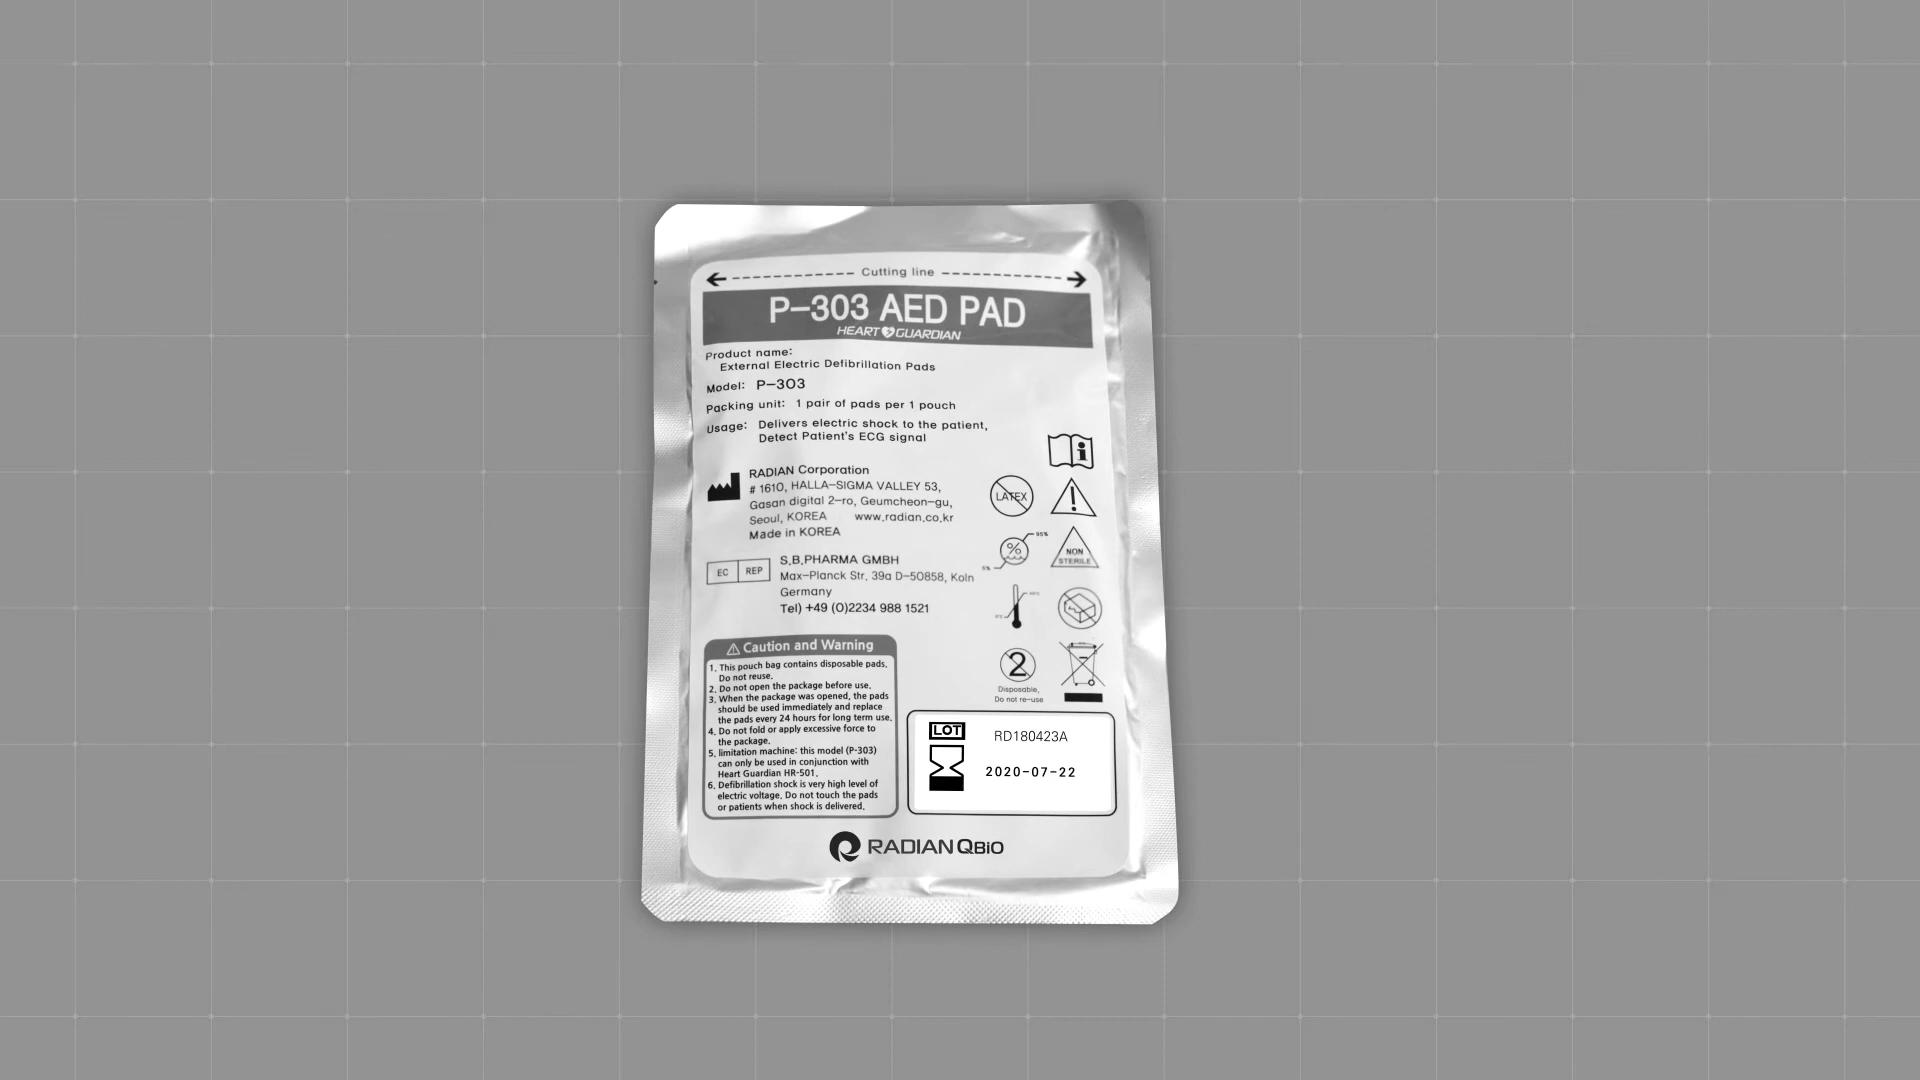 Cutting line
P-303 AED PAD
HEART GUARDIAN
Product name:
External Electric Defibrillation Pads
Model: P-303
Packing unit: 1 pair of pads per 1 pouch
Usage: Delivers electric shock to the patient,
Detect Patient's ECG signal
RADIAN Corporation
# 1610, HALLA-SIGMA VALLEY 53,
Gasan digital 2-ro, Geumcheon-gu,
Seoul, KOREA www.radian.co.kr
Made in KOREA
LATEX
95%
5%
NON
STERILE
EC REP
S.B.PHARMA GMBH
Max-Planck Str. 39a D-50858, Koln
Germany
Tel) +49 (0)2234 988 1521
2
Disposable,
Do not re-use
Caution and Warning
1. This pouch bag contains disposable pads.
Do not reuse.
2. Do not open the package before use.
3. When the package was opened, the pads
should be used immediately and replace
the pads every 24 hours for long term use.
4. Do not fold or apply excessive force to
the package.
5. limitation machine: this model (P-303)
can only be used in conjunction with
Heart Guardian HR-501.
6. Defibrillation shock is very high level of
electric voltage. Do not touch the pads
or patients when shock is delivered.
LOT RD180423A
2020-07-22
RADIAN QBIO